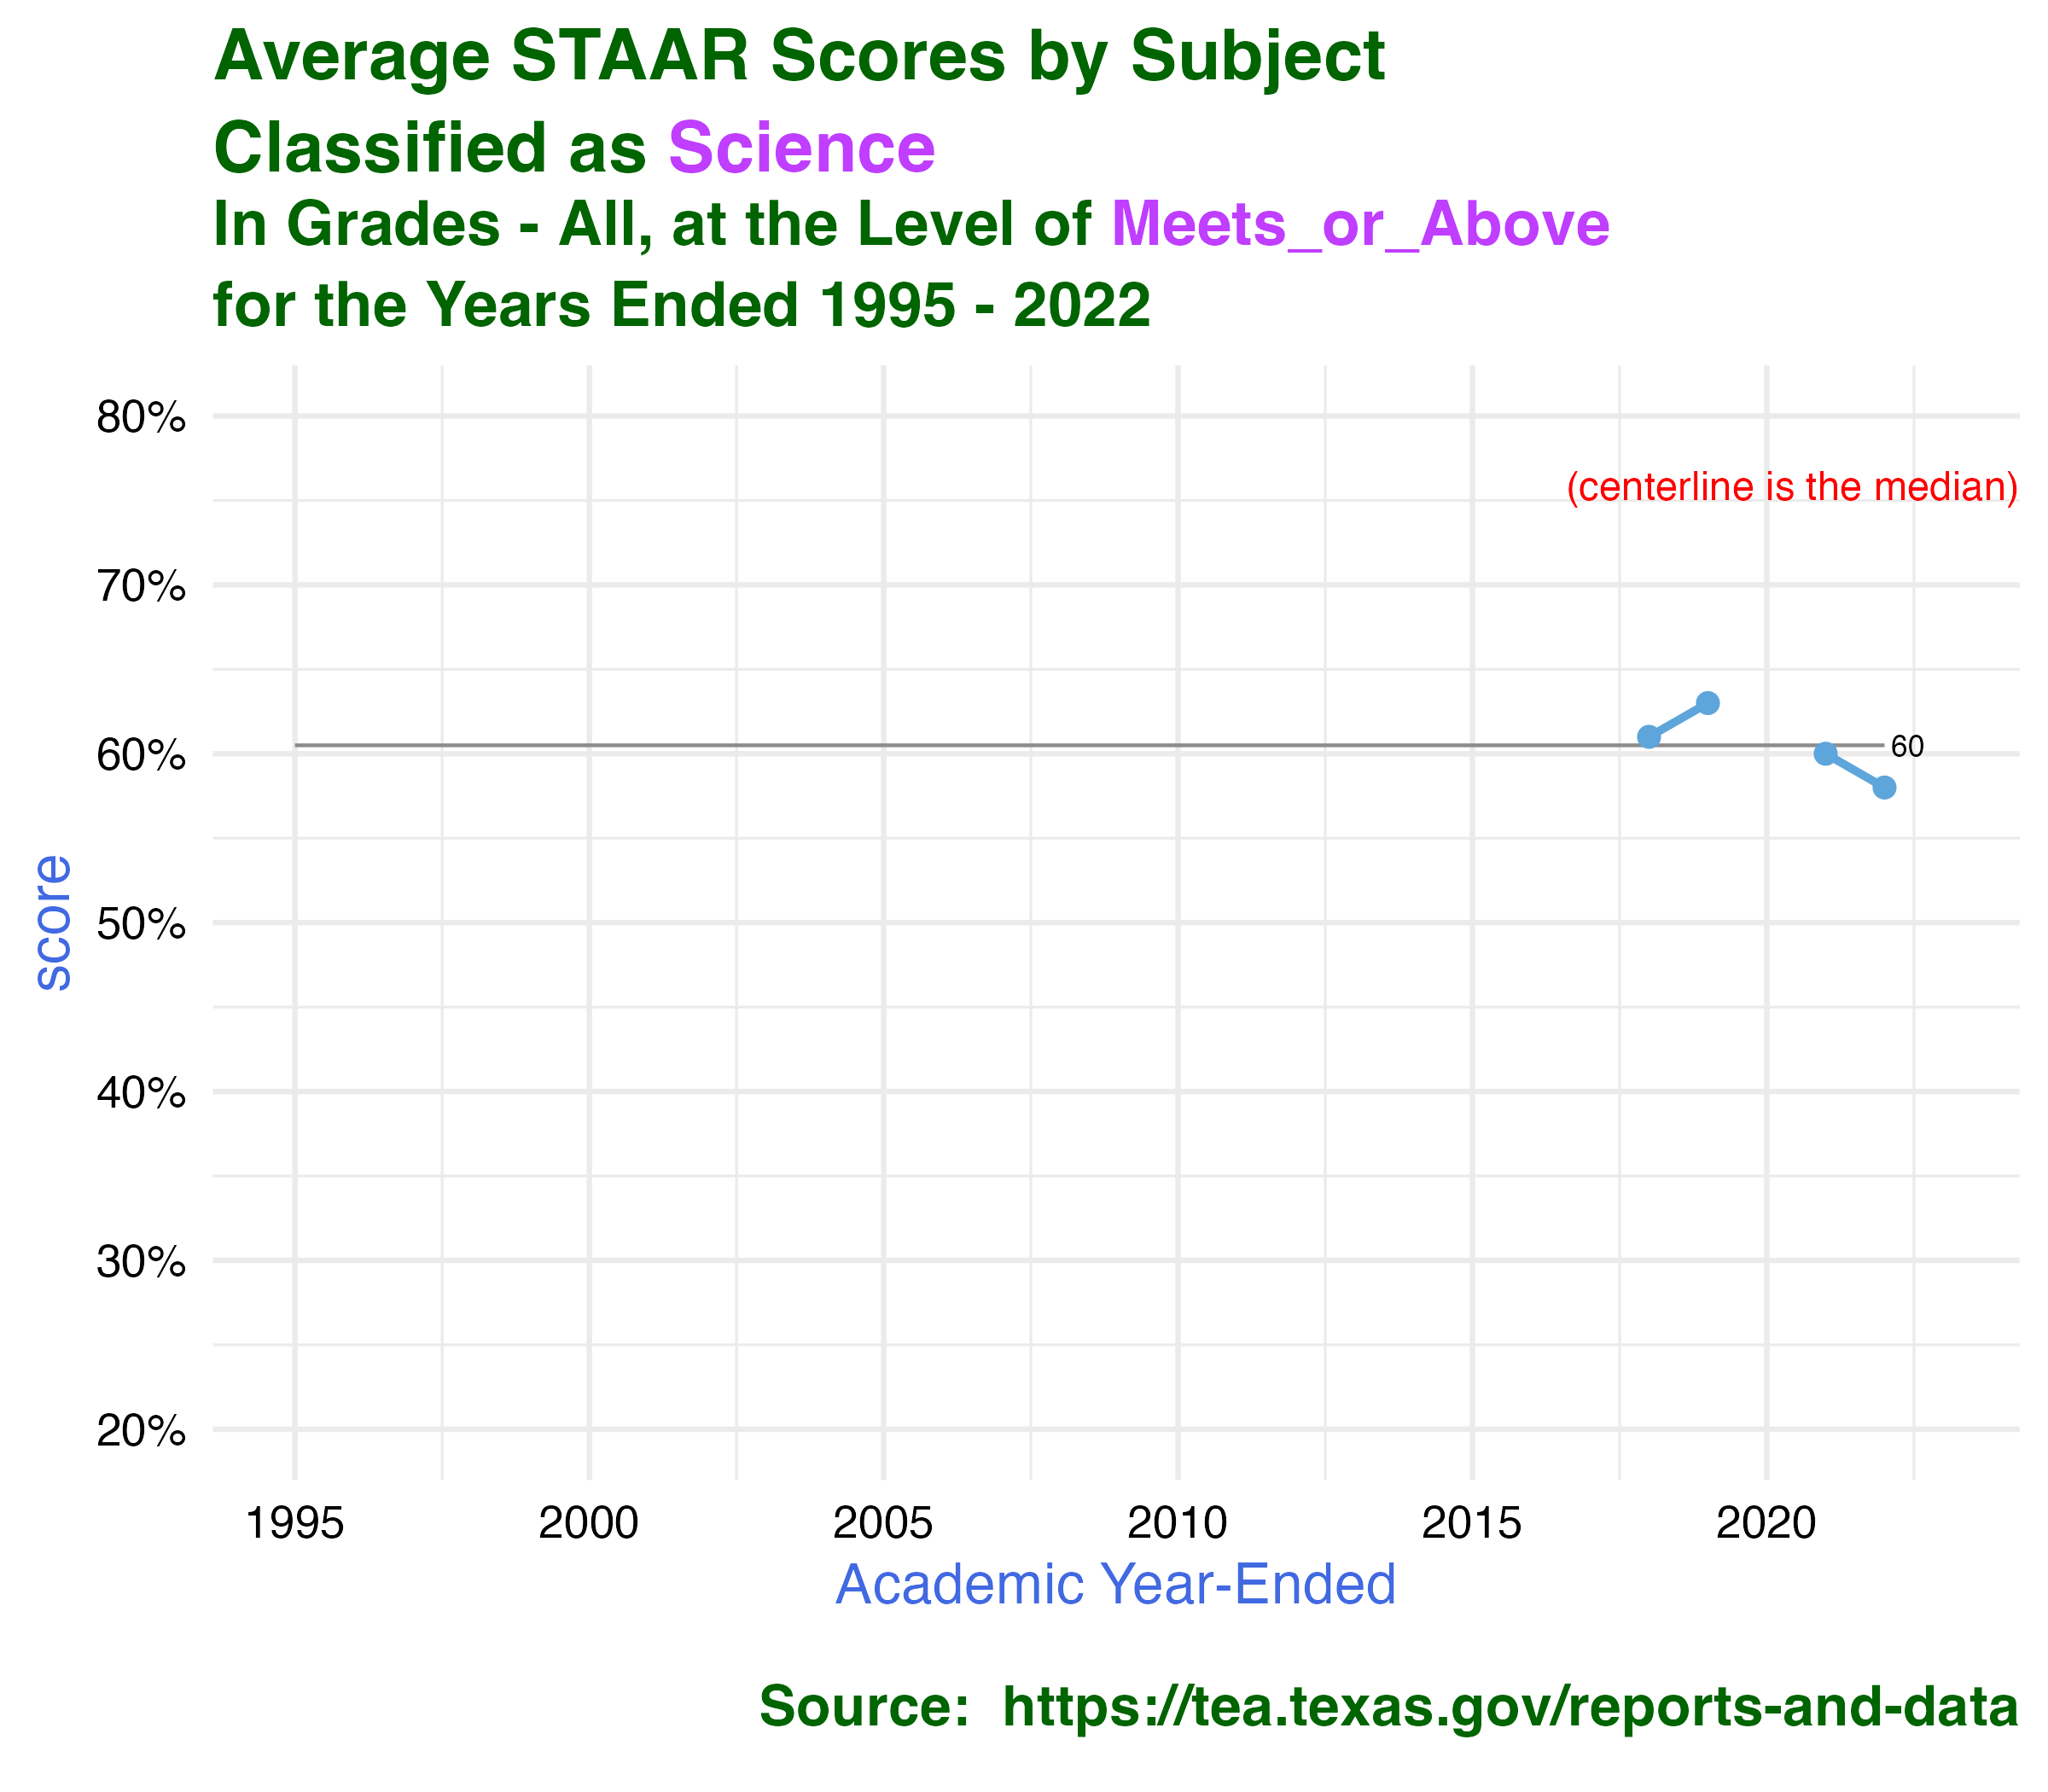 Average STAAR Scores by Subject
Classified as Science
In Grades - All, at the Level of Meets_or_Above
for the Years Ended 1995 - 2022
80%
(centerline is the median)
70%
60%
60
50%
40%
30%
20%
score
1995 2000 2005 2010 2015 2020
Academic Year-Ended
Source:  https://tea.texas.gov/reports-and-data